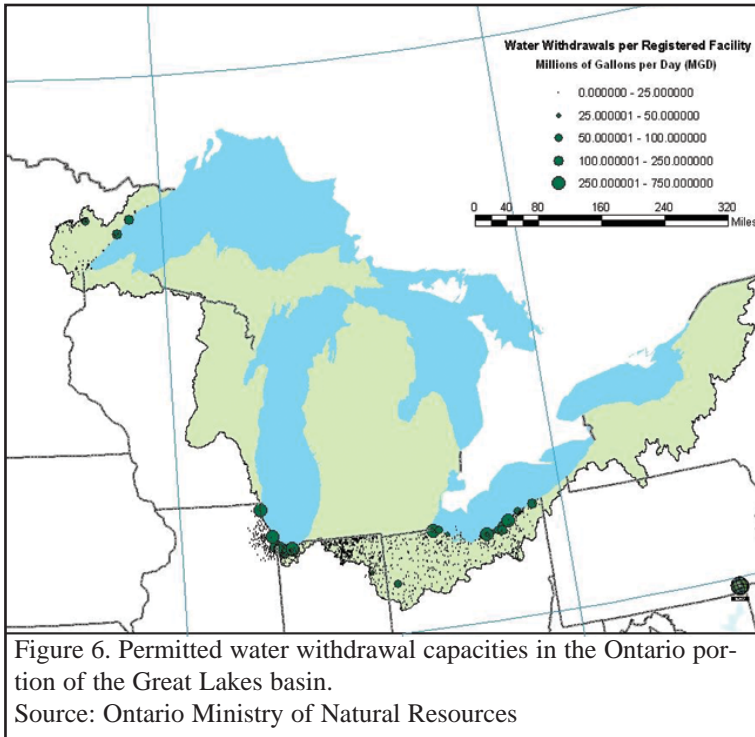 Water Withdrawals per Registered Facility
Millions of Gallons per Day (MGD)
0.000000 - 25.000000
25.000001 - 50.000000
50.000001 - 100.000000
100.000001 - 250.000000
250.000001 - 750.000000
0 40 80 160 240 320
Miles
Figure 6. Permitted water withdrawal capacities in the Ontario por-
tion of the Great Lakes basin.
Source: Ontario Ministry of Natural Resources